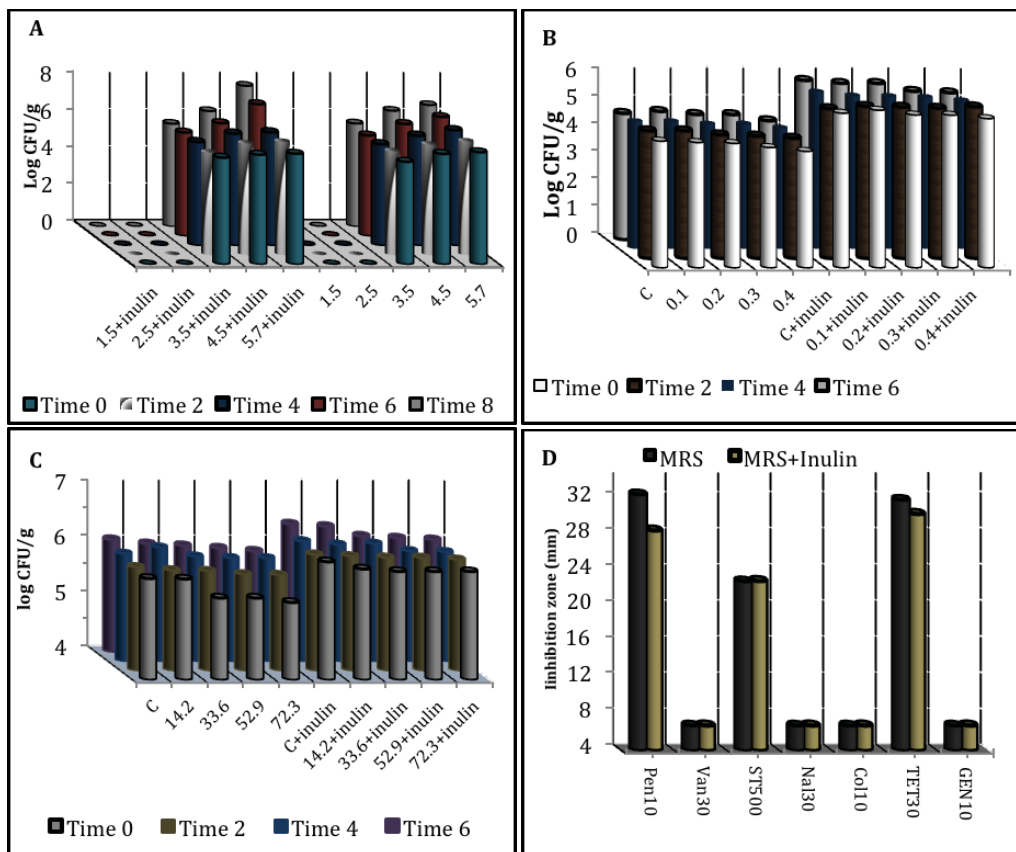 A
Log CFU/g
8
6
4
2
0
1.5+inulin
2.5+inulin
3.5+inulin
4.5+inulin
5.7+inulin
1.5
2.5
3.5
4.5
5.7
Time 0 Time 2 Time 4 Time 6 Time 8
B
Log CFU/g
6
5
4
3
2
1
0
C
0.1
0.2
0.3
0.4
C+inulin
0.1+inulin
0.2+inulin
0.3+inulin
0.4+inulin
Time 0 Time 2 Time 4 Time 6
C
log CFU/g
7
6
5
4
C
14.2
33.6
52.9
72.3
C+inulin
14.2+inulin
33.6+inulin
52.9+inulin
72.3+inulin
Time 0 Time 2 Time 4 Time 6
D
MRS MRS+Inulin
Iinhibition zone (mm)
32
28
24
20
16
12
8
4
Pen10
Van30
ST500
Nal30
Col10
TET30
GEN10